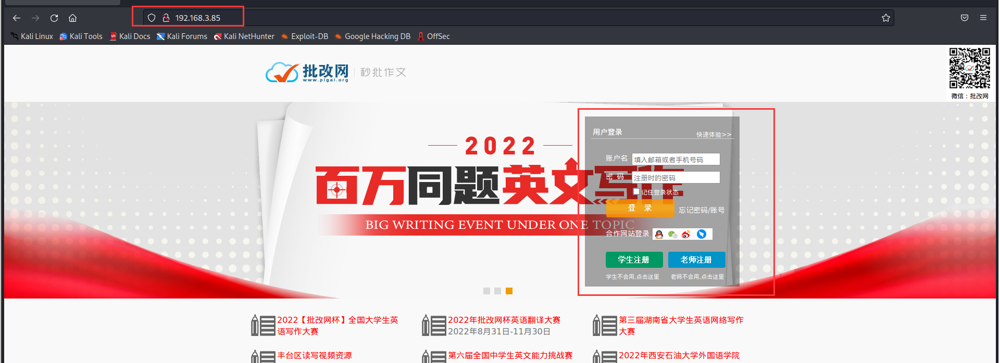 192.168.3.85
Kali Linux Kali Tools Kali Docs Kali Forums Kali NetHunter Exploit-DB Google Hacking DB OffSec
批改网 秒批作文
www.pigai.org
微信：批改网
2022
百万同题英文写作
BIG WRITING EVENT UNDER ONE TOPIC
用户登录 快速体验>>
账户名 填入邮箱或者手机号码
密 码 注册时的密码
记住登录状态
登 录 忘记密码/账号
合作网站登录
学生注册 老师注册
学生不会用,点击这里 老师不会用,点击这里
2022【批改网杯】全国大学生英
语写作大赛
2022年批改网杯英语翻译大赛
2022年8月31日-11月30日
第三届湖南省大学生英语网络写作
大赛
丰台区读写视频资源
第六届全国中学生英文能力挑战赛
2022年西安石油大学外国语学院